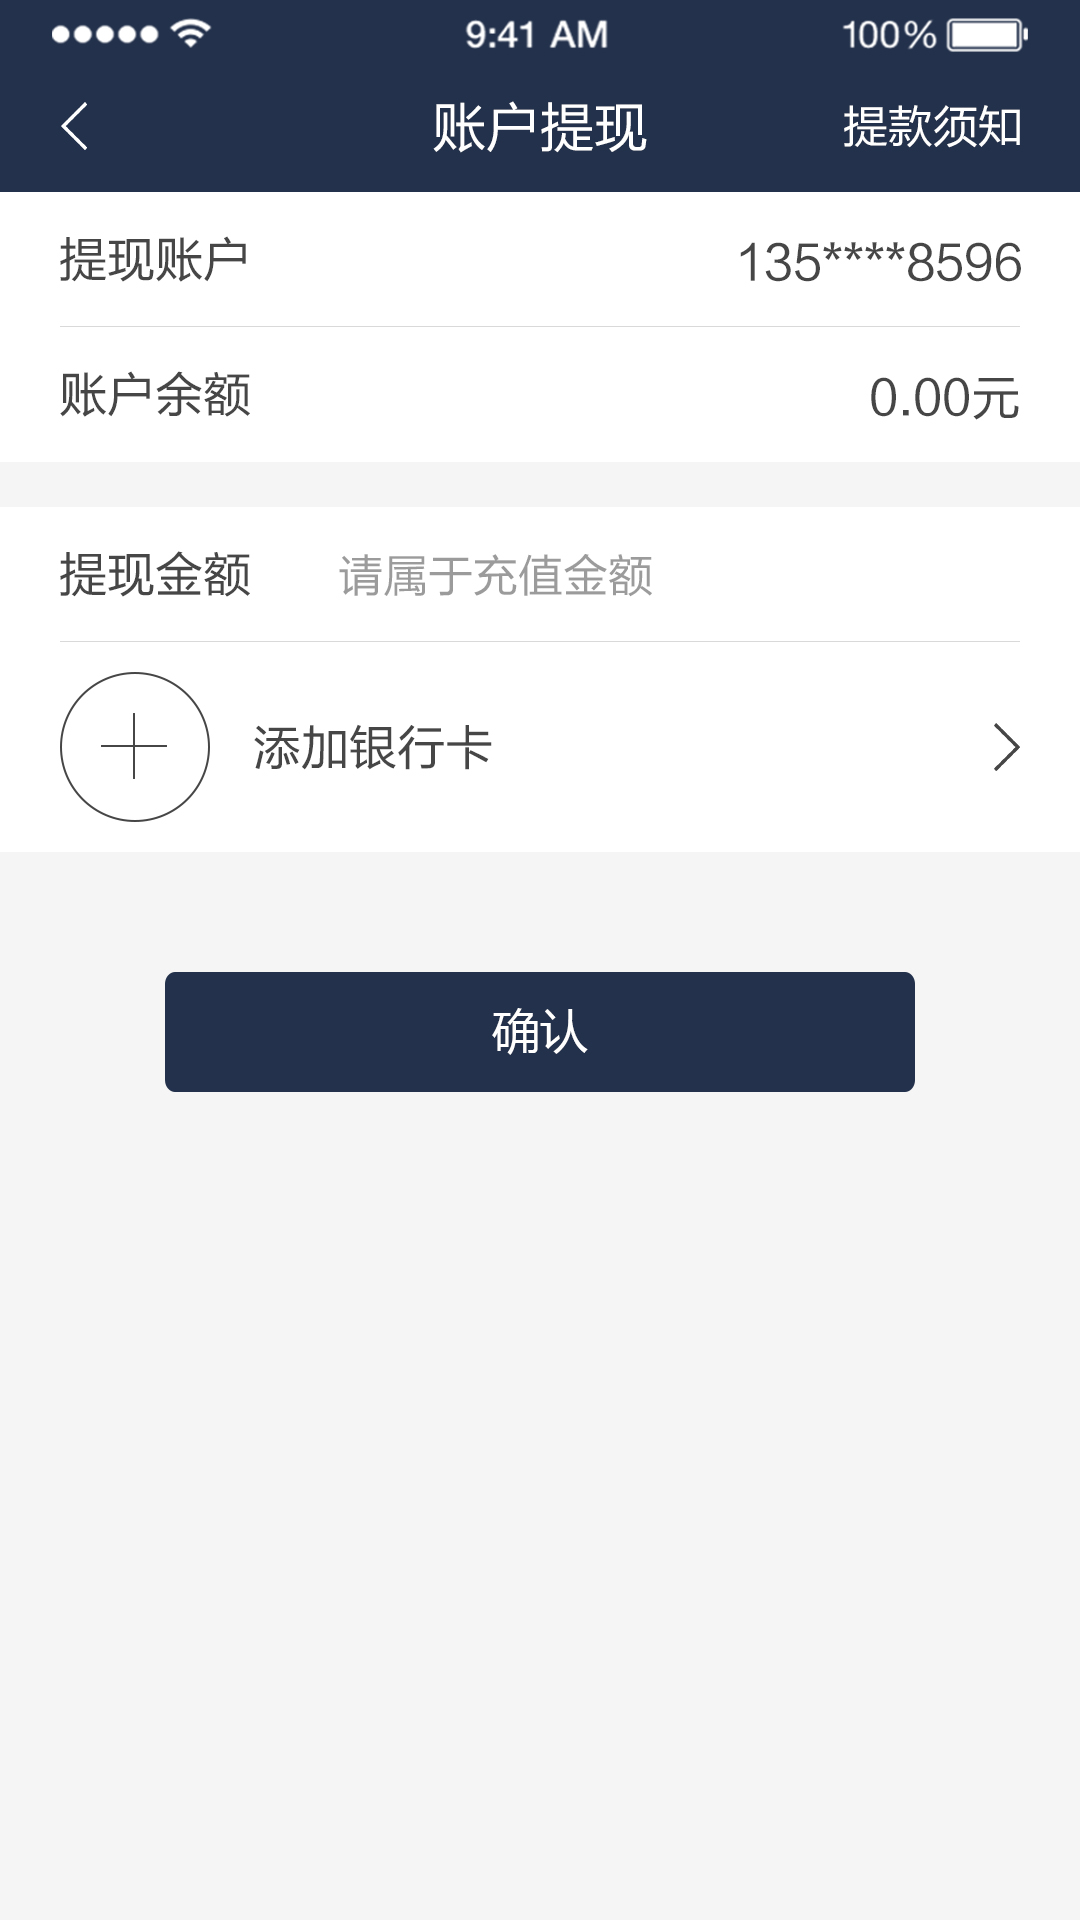 9:41 AM 100%
账户提现 提款须知
提现账户 135****8596
账户余额 0.00元
提现金额 请属于充值金额
添加银行卡
确认